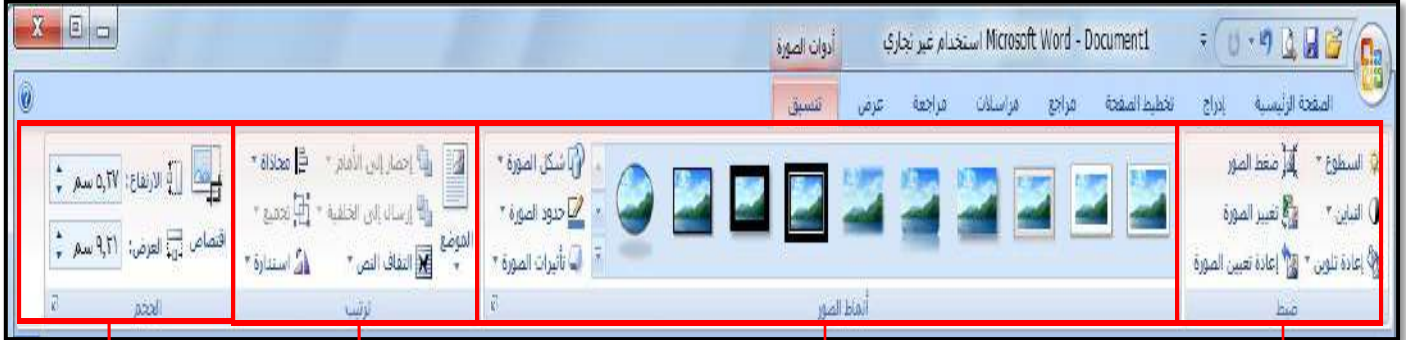 Microsoft Word - Document1 استخدام غير تجاري
أدوات الصورة
الصفحة الرئيسية
إدراج
تخطيط الصفحة
مراجع
مراسلات
مراجعة
عرض
تنسيق
السطوع
التباين
إعادة تلوين
ضغط الصور
تغيير الصورة
إعادة تعيين الصورة
ضبط
شكل الصورة
حدود الصورة
تأثيرات الصورة
أنماط الصور
الموضع
إحضار إلى الأمام
إرسال إلى الخلفية
التفاف النص
محاذاة
تجميع
استدارة
ترتيب
اقتصاص
الارتفاع: ٥,٢٧ سم
العرض: ٩,٢١ سم
الحجم